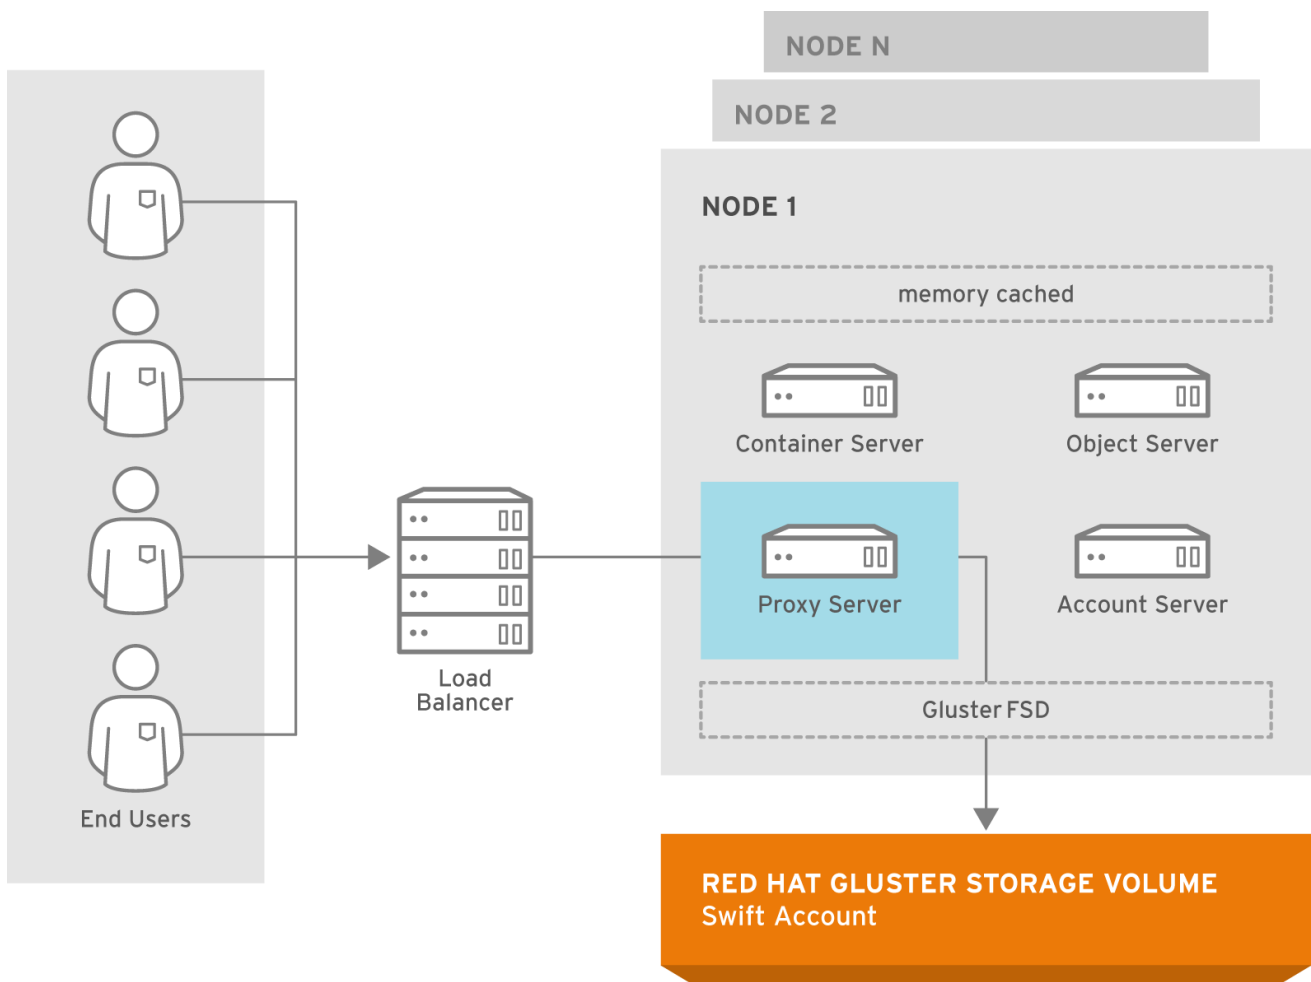 NODE N
NODE 2
NODE 1
memory cached
Container Server
Object Server
Proxy Server
Account Server
Load
Balancer
Gluster FSD
End Users
RED HAT GLUSTER STORAGE VOLUME
Swift Account